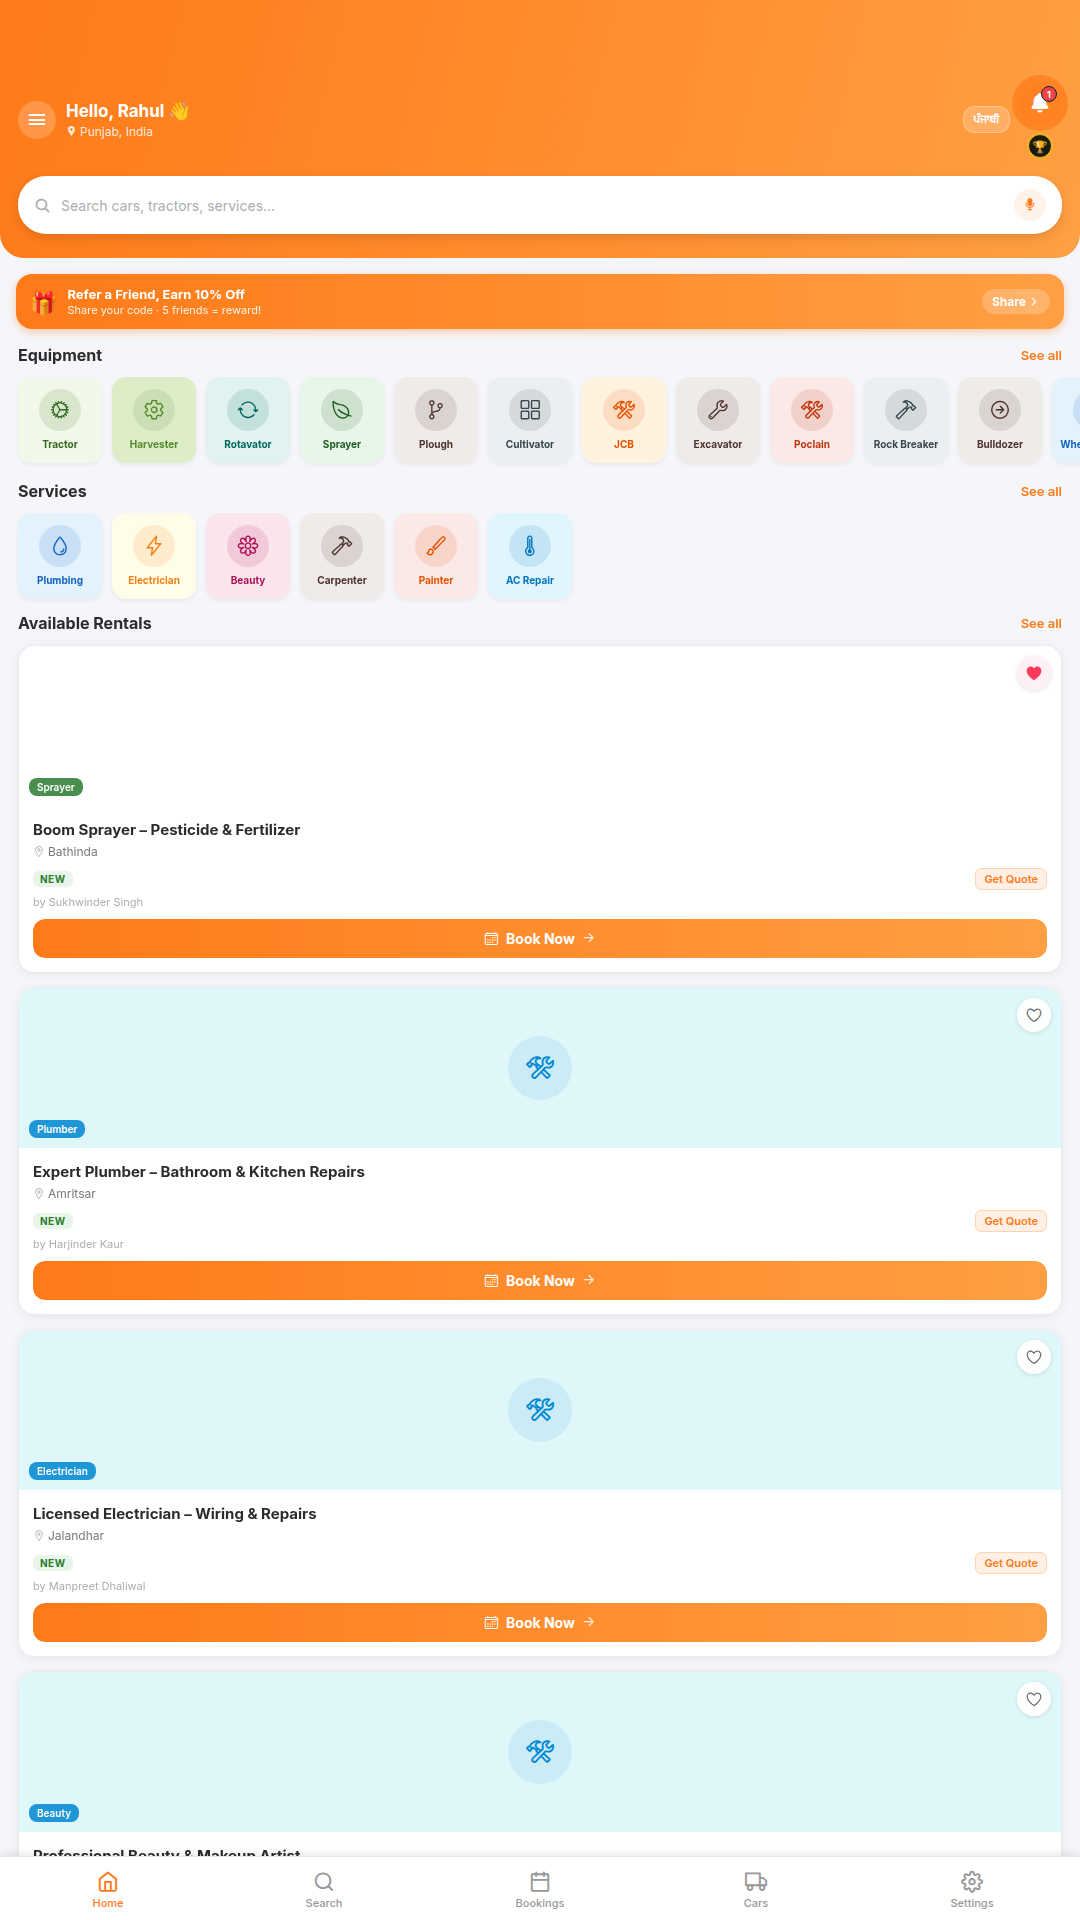 Hello, Rahul 👋
Punjab, India
ਪੰਜਾਬੀ
1
Search cars, tractors, services...
Refer a Friend, Earn 10% Off
Share your code · 5 friends = reward!
Share
Equipment
See all
Tractor
Harvester
Rotavator
Sprayer
Plough
Cultivator
JCB
Excavator
Poclain
Rock Breaker
Bulldozer
Services
See all
Plumbing
Electrician
Beauty
Carpenter
Painter
AC Repair
Available Rentals
See all
Sprayer
Boom Sprayer – Pesticide & Fertilizer
Bathinda
NEW
Get Quote
by Sukhwinder Singh
Book Now
Plumber
Expert Plumber – Bathroom & Kitchen Repairs
Amritsar
NEW
Get Quote
by Harjinder Kaur
Book Now
Electrician
Licensed Electrician – Wiring & Repairs
Jalandhar
NEW
Get Quote
by Manpreet Dhaliwal
Book Now
Beauty
Professional Beauty & Makeup Artist
Home
Search
Bookings
Cars
Settings